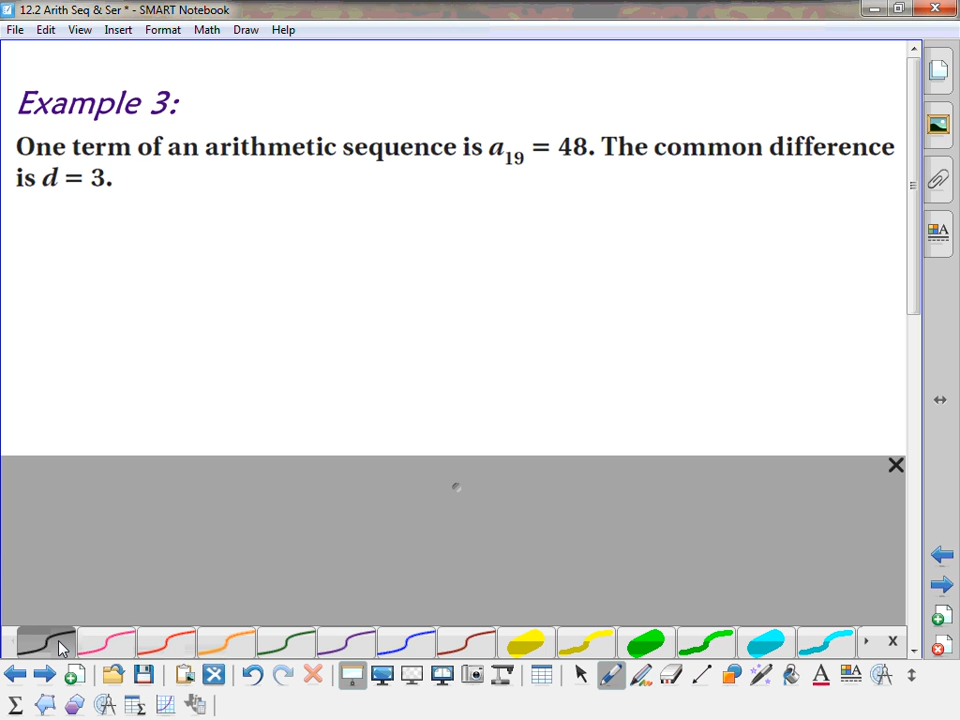 12.2 Arith Seq & Ser * - SMART Notebook
File Edit View Insert Format Math Draw Help
Example 3:
One term of an arithmetic sequence is a₁₉ = 48. The common difference
is d = 3.